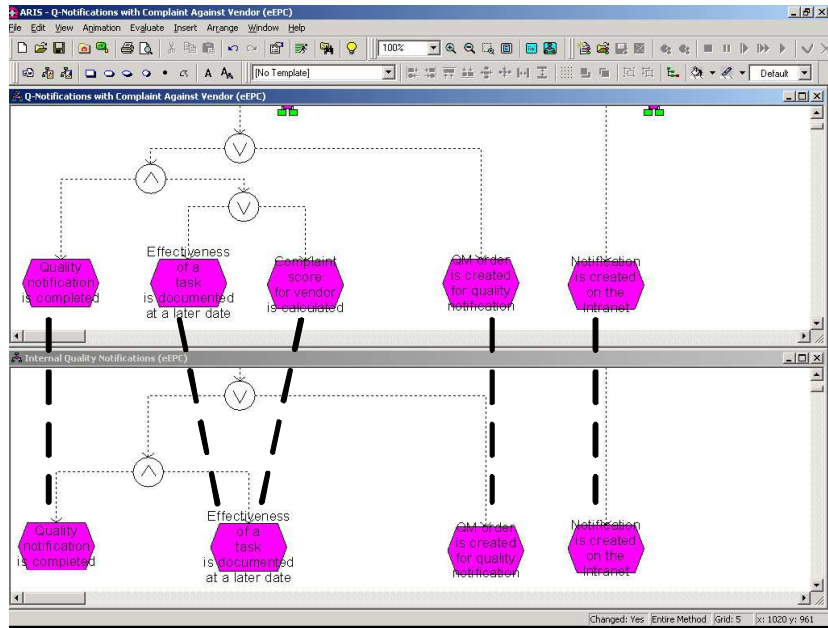 ARIS - Q-Notifications with Complaint Against Vendor (eEPC)
File Edit View Animation Evaluate Insert Arrange Window Help
100%
A A [No Template] Default
Q-Notifications with Complaint Against Vendor (eEPC)
Quality
notification
is completed
Effectiveness
of a
task
is documented
at a later date
Complaint
score
for vendor
is calculated
QM order
is created
for quality
notification
Notification
is created
on the
Intranet
Internal Quality Notifications (eEPC)
Quality
notification
is completed
Effectiveness
of a
task
is documented
at a later date
QM order
is created
for quality
notification
Notification
is created
on the
Intranet
Changed: Yes Entire Method Grid: 5 x: 1020 y: 961